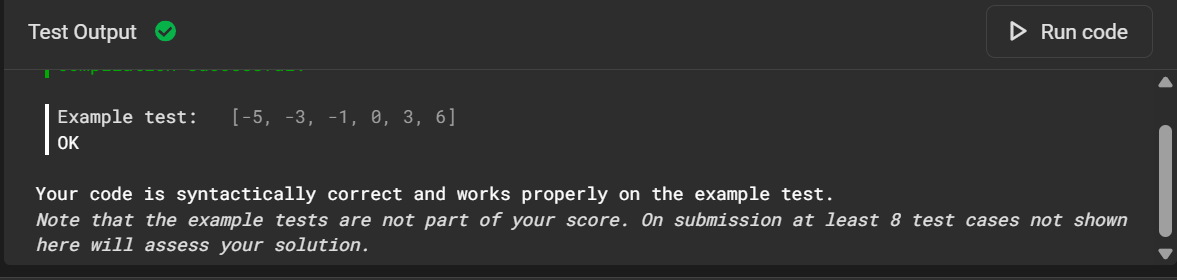 Test Output
Run code
Example test: [-5, -3, -1, 0, 3, 6]
OK
Your code is syntactically correct and works properly on the example test.
Note that the example tests are not part of your score. On submission at least 8 test cases not shown
here will assess your solution.